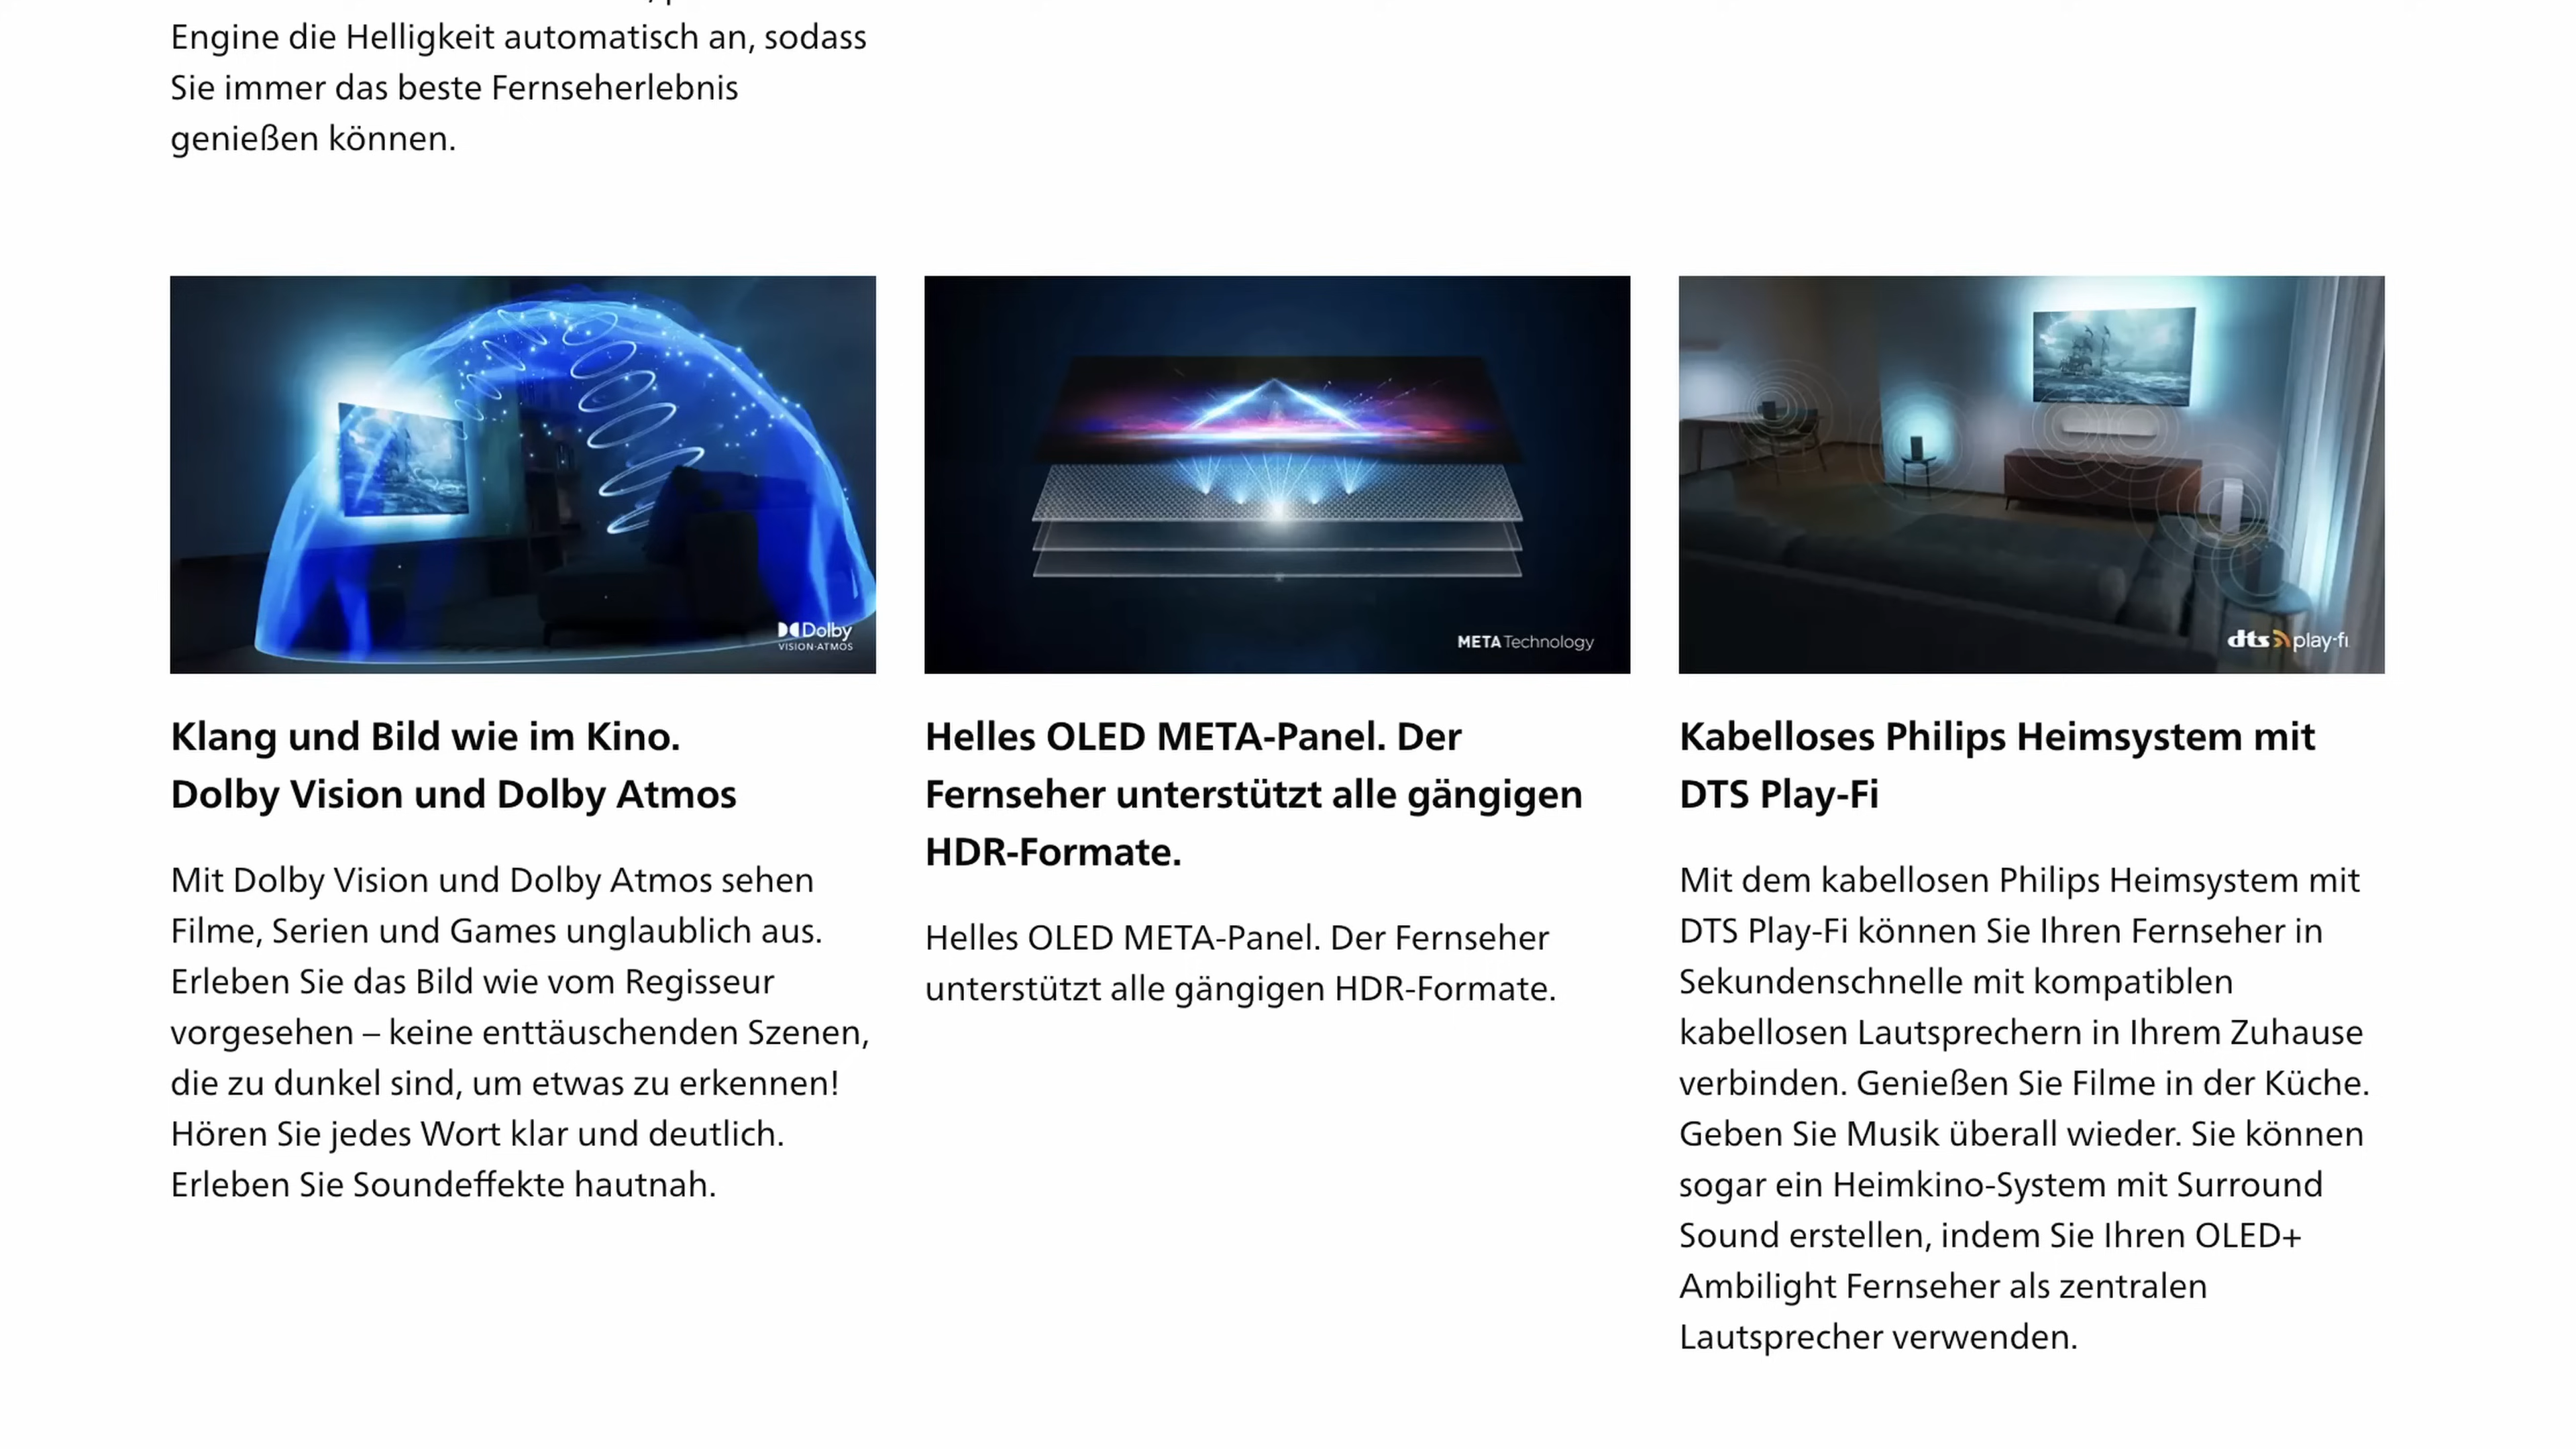 Engine die Helligkeit automatisch an, sodass
Sie immer das beste Fernseherlebnis
genießen können.
Dolby
VISION·ATMOS
Klang und Bild wie im Kino.
Dolby Vision und Dolby Atmos
Mit Dolby Vision und Dolby Atmos sehen
Filme, Serien und Games unglaublich aus.
Erleben Sie das Bild wie vom Regisseur
vorgesehen – keine enttäuschenden Szenen,
die zu dunkel sind, um etwas zu erkennen!
Hören Sie jedes Wort klar und deutlich.
Erleben Sie Soundeffekte hautnah.
META Technology
Helles OLED META-Panel. Der
Fernseher unterstützt alle gängigen
HDR-Formate.
Helles OLED META-Panel. Der Fernseher
unterstützt alle gängigen HDR-Formate.
dts play-fi
Kabelloses Philips Heimsystem mit
DTS Play-Fi
Mit dem kabellosen Philips Heimsystem mit
DTS Play-Fi können Sie Ihren Fernseher in
Sekundenschnelle mit kompatiblen
kabellosen Lautsprechern in Ihrem Zuhause
verbinden. Genießen Sie Filme in der Küche.
Geben Sie Musik überall wieder. Sie können
sogar ein Heimkino-System mit Surround
Sound erstellen, indem Sie Ihren OLED+
Ambilight Fernseher als zentralen
Lautsprecher verwenden.